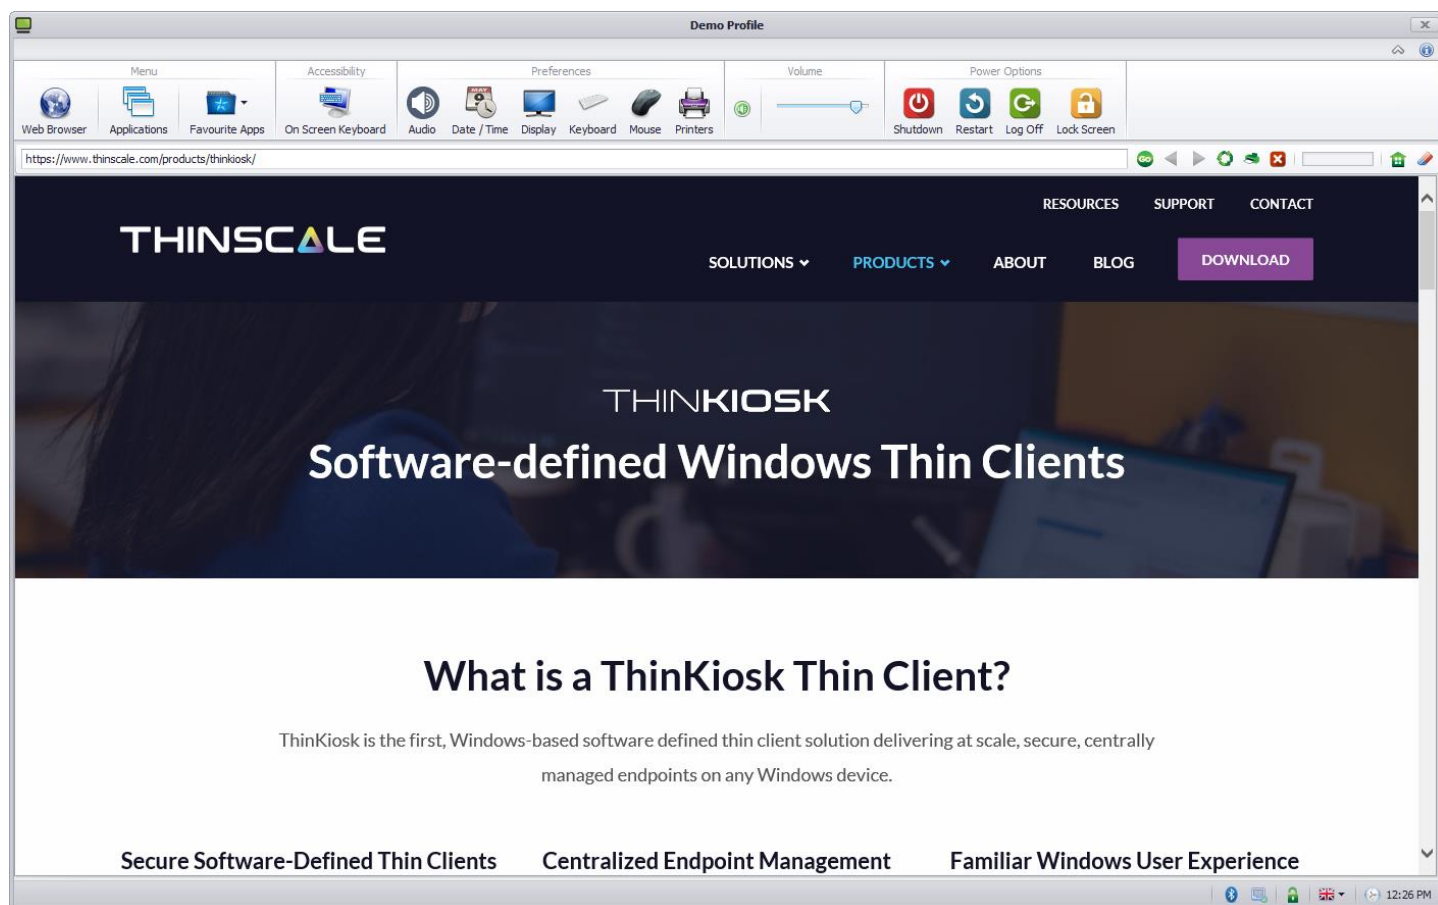 Demo Profile
Menu
Accessibility
Preferences
Volume
Power Options
Web Browser
Applications
Favourite Apps
On Screen Keyboard
Audio
Date / Time
Display
Keyboard
Mouse
Printers
Shutdown
Restart
Log Off
Lock Screen
https://www.thinscale.com/products/thinkiosk/
GO
RESOURCES SUPPORT CONTACT
THINSCALE
SOLUTIONS PRODUCTS ABOUT BLOG DOWNLOAD
THINKIOSK
Software-defined Windows Thin Clients
What is a ThinKiosk Thin Client?
ThinKiosk is the first, Windows-based software defined thin client solution delivering at scale, secure, centrally
managed endpoints on any Windows device.
Secure Software-Defined Thin Clients
Centralized Endpoint Management
Familiar Windows User Experience
12:26 PM